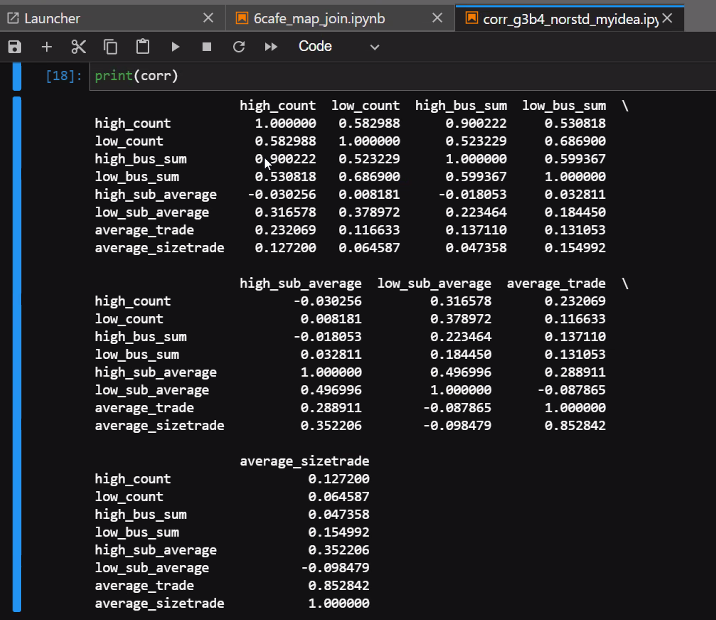 Launcher
6cafe_map_join.ipynb
corr_g3b4_norstd_myidea.ipy
Code
[18]: print(corr)
high_count low_count high_bus_sum low_bus_sum \
high_count 1.000000 0.582988 0.900222 0.530818
low_count 0.582988 1.000000 0.523229 0.686900
high_bus_sum 0.900222 0.523229 1.000000 0.599367
low_bus_sum 0.530818 0.686900 0.599367 1.000000
high_sub_average -0.030256 0.008181 -0.018053 0.032811
low_sub_average 0.316578 0.378972 0.223464 0.184450
average_trade 0.232069 0.116633 0.137110 0.131053
average_sizetrade 0.127200 0.064587 0.047358 0.154992
high_sub_average low_sub_average average_trade \
high_count -0.030256 0.316578 0.232069
low_count 0.008181 0.378972 0.116633
high_bus_sum -0.018053 0.223464 0.137110
low_bus_sum 0.032811 0.184450 0.131053
high_sub_average 1.000000 0.496996 0.288911
low_sub_average 0.496996 1.000000 -0.087865
average_trade 0.288911 -0.087865 1.000000
average_sizetrade 0.352206 -0.098479 0.852842
average_sizetrade
high_count 0.127200
low_count 0.064587
high_bus_sum 0.047358
low_bus_sum 0.154992
high_sub_average 0.352206
low_sub_average -0.098479
average_trade 0.852842
average_sizetrade 1.000000